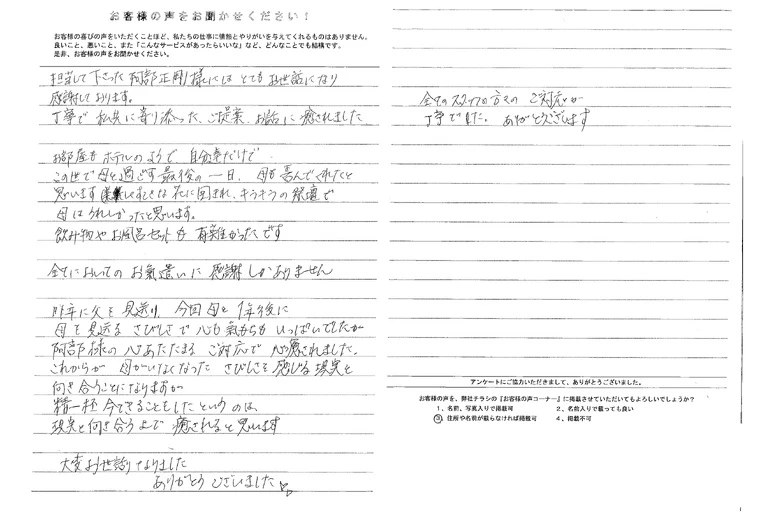 お客様の声をお聞かせください！
お客様の喜びの声をいただくことほど、私たちの仕事に情熱とやりがいを与えてくれるものはありません。
良いこと、悪いこと、また「こんなサービスがあったらいいな」など、どんなことでも結構です。
是非、お客様の声をお聞かせください。
担当して下さった 阿部正剛様には とても お世話になり
感謝しております。
丁寧で 私共に寄り添った、ご提案、お話に 癒されました
お部屋も ホテルのようで 自分達だけで
この世で 母と過ごす 最後の一日、母も喜んでくれたと
思います すてきな 花に囲まれ、キラキラの祭壇で
母は うれしかったと思います。
飲み物や お風呂セットも 有難かったです
全てにおいての お氣遣いに 感謝しかありません
昨年に父を 見送り、今回 母を 1年後に
母を 見送る さびしさで 心も氣もちも いっぱいでしたが
阿部様の 心あたたまる ご対応で 心癒されました、
これからが 母がいなくなった さびしさを 感じる 現実と
向き合うことになりますが
精一杯 今できることをした というのは、
現実と向き合う上で 癒されると思います
大変お世話になりました
ありがとうございました
全てのスタッフの方々の ご対応が
丁寧でした。 ありがとうございます
アンケートにご協力いただきまして、ありがとうございました。
お客様の声を、弊社チラシの『お客様の声コーナー』に掲載させていただいてもよろしいでしょうか？
1、名前、写真入りで掲載可 2、名前入りで載っても良い
③、住所や名前が載らなければ掲載可 4、掲載不可